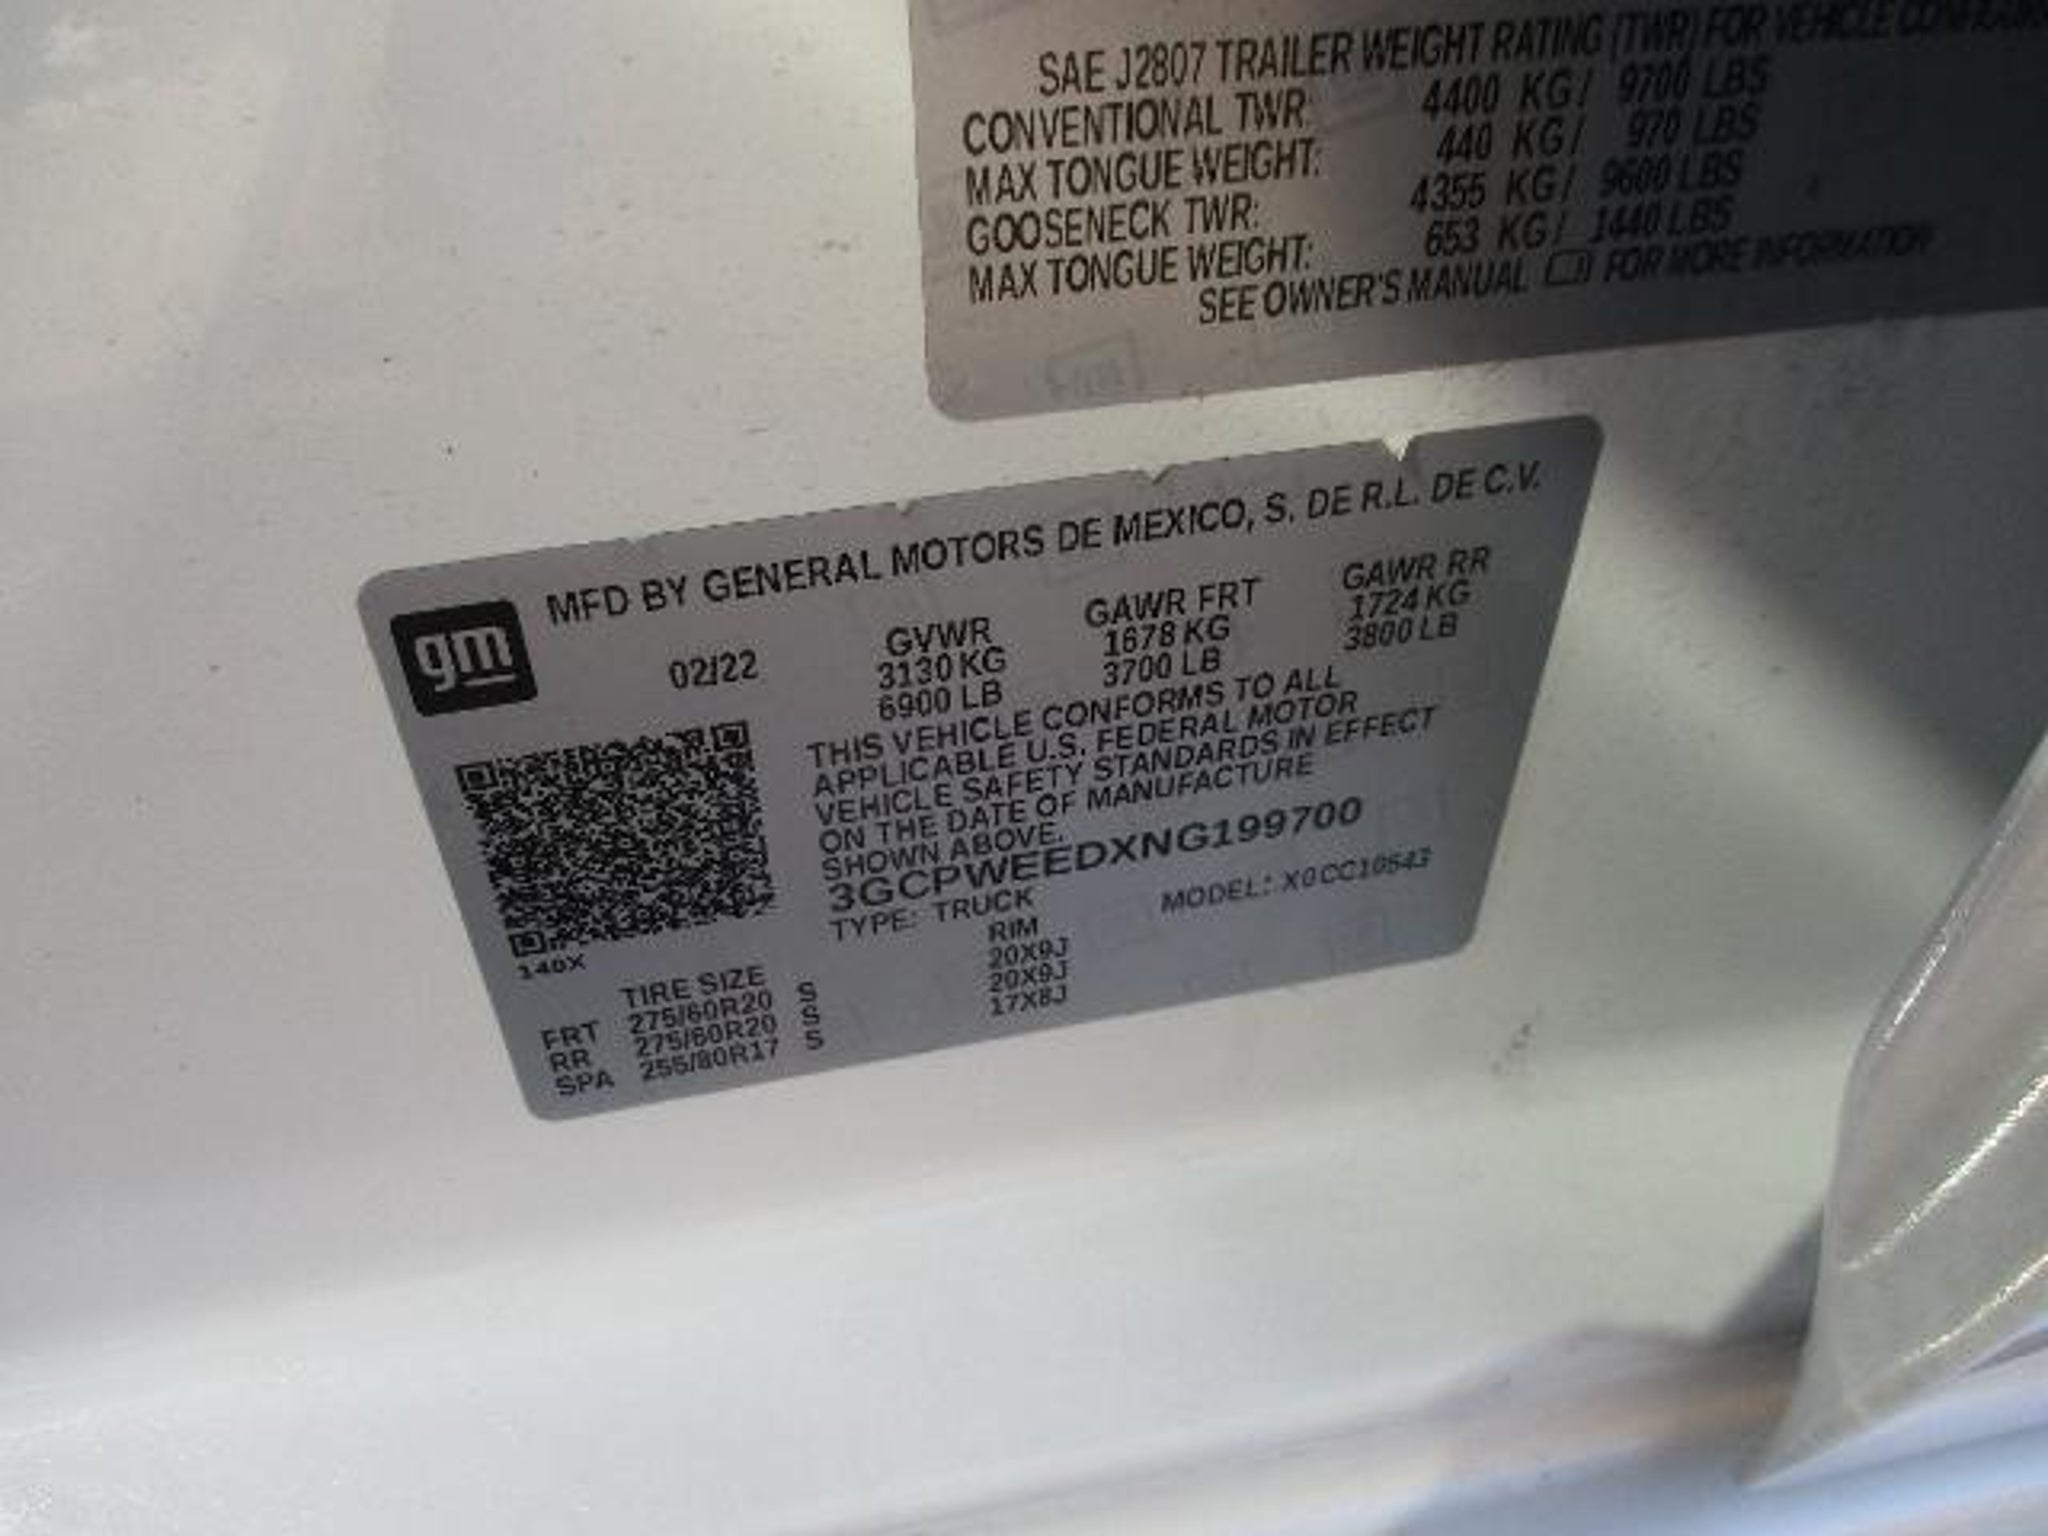 SAE J2807 TRAILER WEIGHT RATING (TWR) FOR VEHICLE
CONVENTIONAL TWR: 4400 KG/ 9700 LBS
MAX TONGUE WEIGHT: 440 KG/ 970 LBS
GOOSENECK TWR: 4355 KG/ 9600 LBS
MAX TONGUE WEIGHT: 653 KG/ 1440 LBS
SEE OWNER'S MANUAL FOR MORE INFORMATION
gm
MFD BY GENERAL MOTORS DE MEXICO, S. DE R.L. DE C.V.
02/22 GVWR GAWR FRT GAWR RR
3130 KG 1678 KG 1724 KG
6900 LB 3700 LB 3800 LB
THIS VEHICLE CONFORMS TO ALL
APPLICABLE U.S. FEDERAL MOTOR
VEHICLE SAFETY STANDARDS IN EFFECT
ON THE DATE OF MANUFACTURE
SHOWN ABOVE.
3GCPWEEDXNG199700
TYPE: TRUCK MODEL: X0CC10543
140X
TIRE SIZE RIM
FRT 275/60R20 S 20X9J
RR 275/60R20 S 20X9J
SPA 255/80R17 S 17X8J